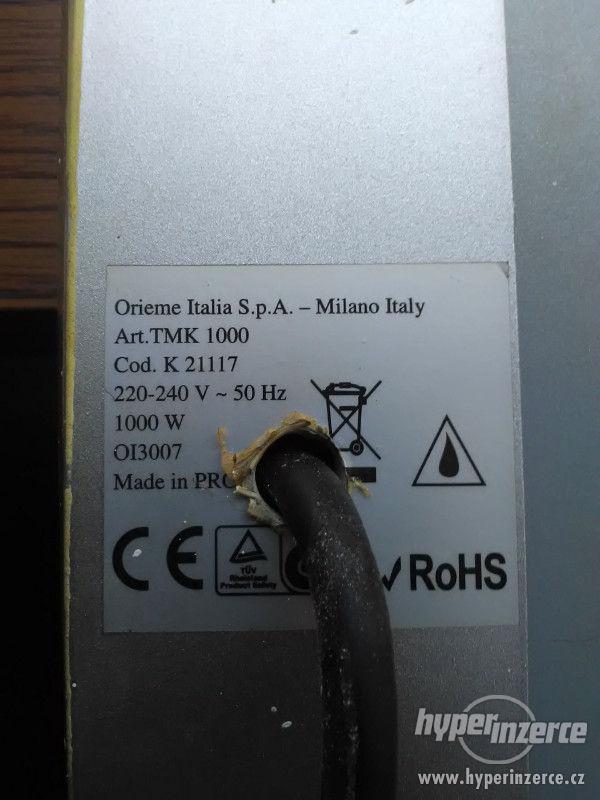 Orieme Italia S.p.A. – Milano Italy
Art.TMK 1000
Cod. K 21117
220-240 V ~ 50 Hz
1000 W
OI3007
Made in PRC
CE
TÜV
Rheinland
Product Safety
RoHS
hyperinzerce
www.hyperinzerce.cz